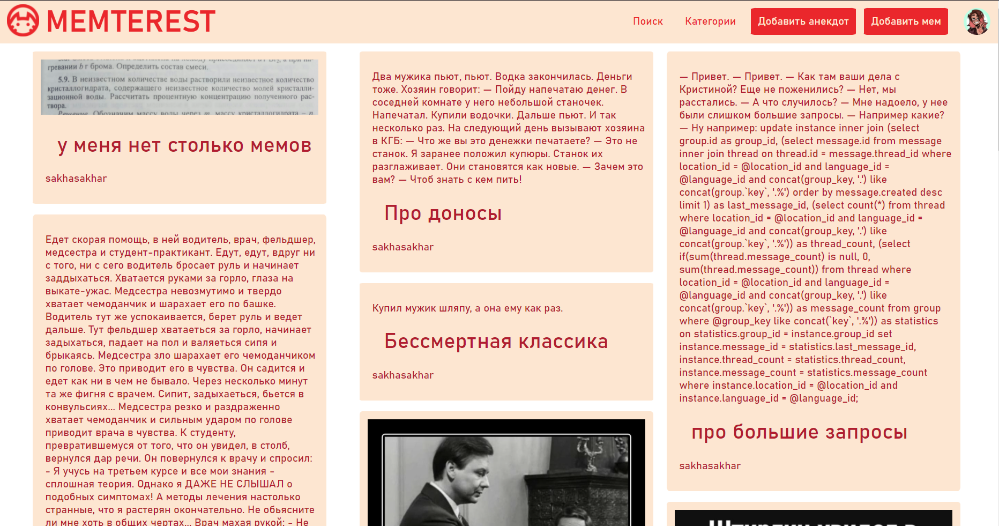 MEMTEREST
Поиск
Категории
Добавить анекдот
Добавить мем
гревании b г брома. Определить состав смеси.
5.9. В неизвестном количестве воды растворили неизвестное количество
кристаллогидрата, содержащего неизвестное количество молей кристалли-
зационной воды. Рассчитать процентную концентрацию полученного рас-
твора.
Решение. Обозначим массу воды через m, массу кристаллогидрата – n
у меня нет столько мемов
sakhasakhar
Едет скорая помощь, в ней водитель, врач, фельдшер,
медсестра и студент-практикант. Едут, едут, вдруг ни
с того, ни с сего водитель бросает руль и начинает
заддыхаться. Хватается руками за горло, глаза на
выкате-ужас. Медсестра невозмутимо и твердо
хватает чемоданчик и шарахает его по башке.
Водитель тут же успокаивается, берет руль и ведет
дальше. Тут фельдшер хватаеться за горло, начинает
задыхаться, падает на пол и валяеться сипя и
брыкаясь. Медсестра зло шарахает его чемоданчиком
по голове. Это приводит его в чувства. Он садится и
едет как ни в чем не бывало. Через несколько минут
та же фигня с врачем. Сипит, задыхаеться, бьется в
конвульсиях... Медсестра резко и раздраженно
хватает чемоданчик и сильным ударом по голове
приводит врача в чувства. К студенту,
превратившемуся от того, что он увидел, в столб,
вернулся дар речи. Он повернулся к врачу и спросил:
- Я учусь на третьем курсе и все мои знания -
сплошная теория. Однако я ДАЖЕ НЕ СЛЫШАЛ о
подобных симптомах! А методы лечения настолько
странные, что я растерян окончательно. Не обьясните
ли мне хоть в общих чертах... Врач махая рукой: - Не
Два мужика пьют, пьют. Водка закончилась. Деньги
тоже. Хозяин говорит: — Пойду напечатаю денег. В
соседней комнате у него небольшой станочек.
Напечатал. Купили водочки. Дальше пьют. И так
несколько раз. На следующий день вызывают хозяина
в КГБ: — Что же вы это денежки печатаете? — Это не
станок. Я заранее положил купюры. Станок их
разглаживает. Они становятся как новые. — Зачем это
вам? — Чтоб знать с кем пить!
Про доносы
sakhasakhar
Купил мужик шляпу, а она ему как раз.
Бессмертная классика
sakhasakhar
— Привет. — Привет. — Как там ваши дела с
Кристиной? Еще не поженились? — Нет, мы
расстались. — А что случилось? — Мне надоело, у нее
были слишком большие запросы. — Например какие?
— Ну например: update instance inner join (select
group.id as group_id, (select message.id from message
inner join thread on thread.id = message.thread_id where
location_id = @location_id and language_id =
@language_id and concat(group_key, '.') like
concat(group.`key`, '.%') order by message.created desc
limit 1) as last_message_id, (select count(*) from thread
where location_id = @location_id and language_id =
@language_id and concat(group_key, '.') like
concat(group.`key`, '.%')) as thread_count, (select
if(sum(thread.message_count) is null, 0,
sum(thread.message_count)) from thread where
location_id = @location_id and language_id =
@language_id and concat(group_key, '.') like
concat(group.`key`, '.%')) as message_count from group
where @group_key like concat(`key`, '.%')) as statistics
on statistics.group_id = instance.group_id set
instance.message_id = statistics.last_message_id,
instance.thread_count = statistics.thread_count,
instance.message_count = statistics.message_count
where instance.location_id = @location_id and
instance.language_id = @language_id;
про большие запросы
sakhasakhar
Штирлиц увидел в